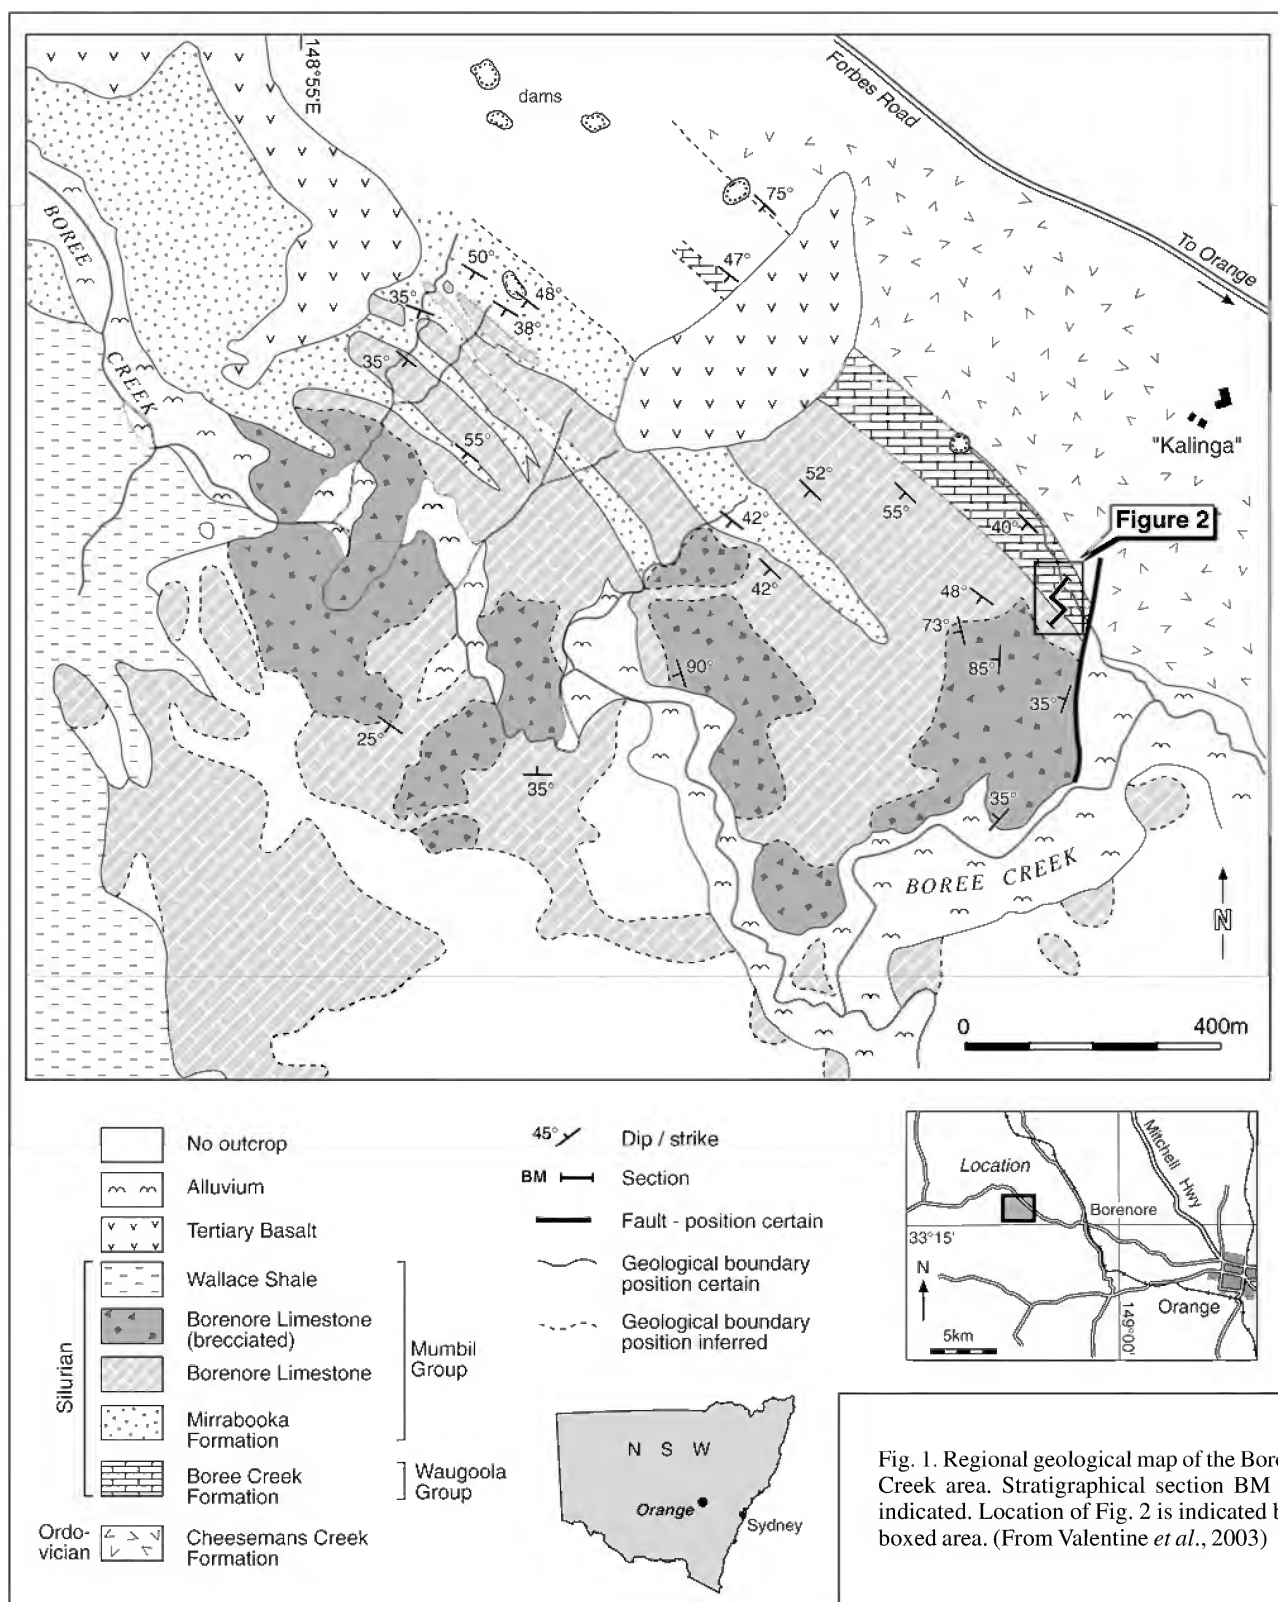 148°55'E
dams
Forbes Road
To Orange
75°
47°
BOREE
CREEK
50°
48°
35°
38°
35°
55°
52°
55°
42°
42°
40°
"Kalinga"
Figure 2
48°
73°
85°
90°
35°
25°
35°
35°
BOREE CREEK
N
0 400m
No outcrop
Alluvium
Tertiary Basalt
Wallace Shale
Borenore Limestone
(brecciated)
Borenore Limestone
Mirrabooka
Formation
Boree Creek
Formation
Cheesemans Creek
Formation
Silurian
Ordo-
vician
Mumbil
Group
Waugoola
Group
45° Dip / strike
BM Section
Fault - position certain
Geological boundary
position certain
Geological boundary
position inferred
Location
Mitchell Hwy
Borenore
33°15'
N
Orange
5km
149°00'
N S W
Orange
Sydney
Fig. 1. Regional geological map of the Bor
Creek area. Stratigraphical section BM
indicated. Location of Fig. 2 is indicated
boxed area. (From Valentine et al., 2003)